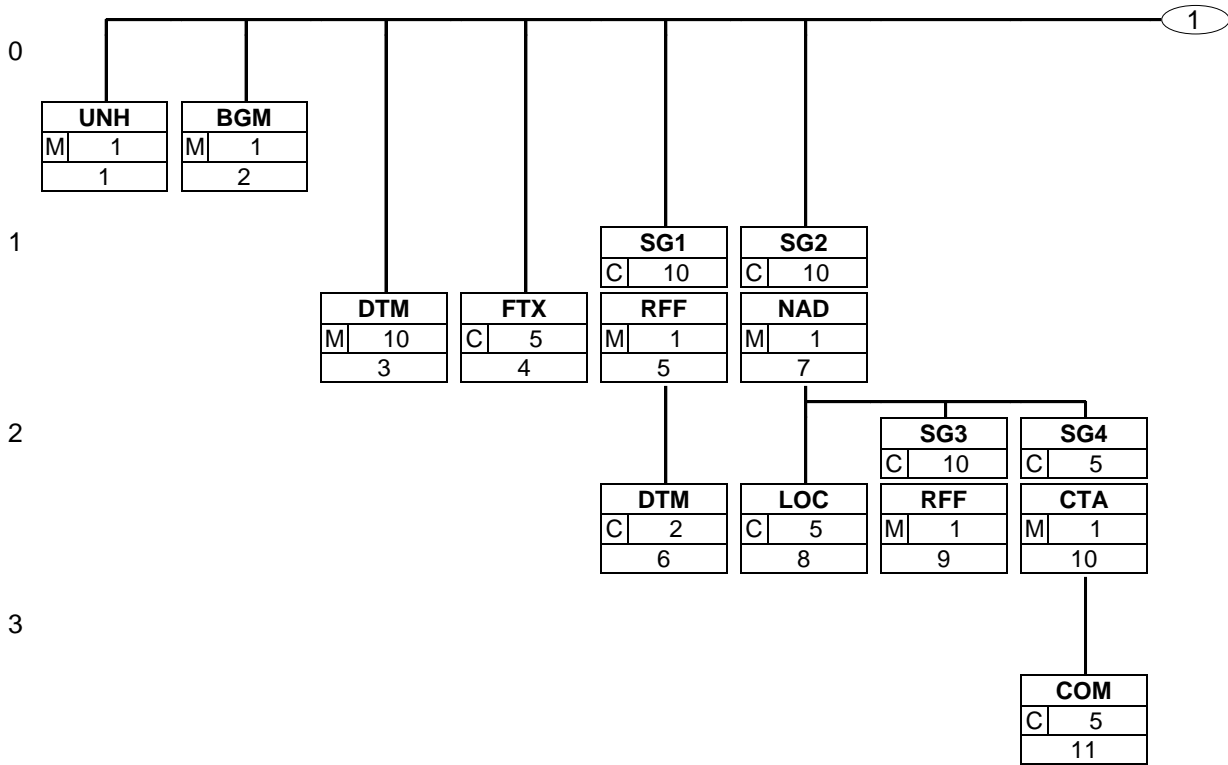 1
0
UNH BGM
M 1 M 1
1 2
1
SG1 SG2
C 10 C 10
DTM FTX RFF NAD
M 10 C 5 M 1 M 1
3 4 5 7
2
SG3 SG4
C 10 C 5
DTM LOC RFF CTA
C 2 C 5 M 1 M 1
6 8 9 10
3
COM
C 5
11